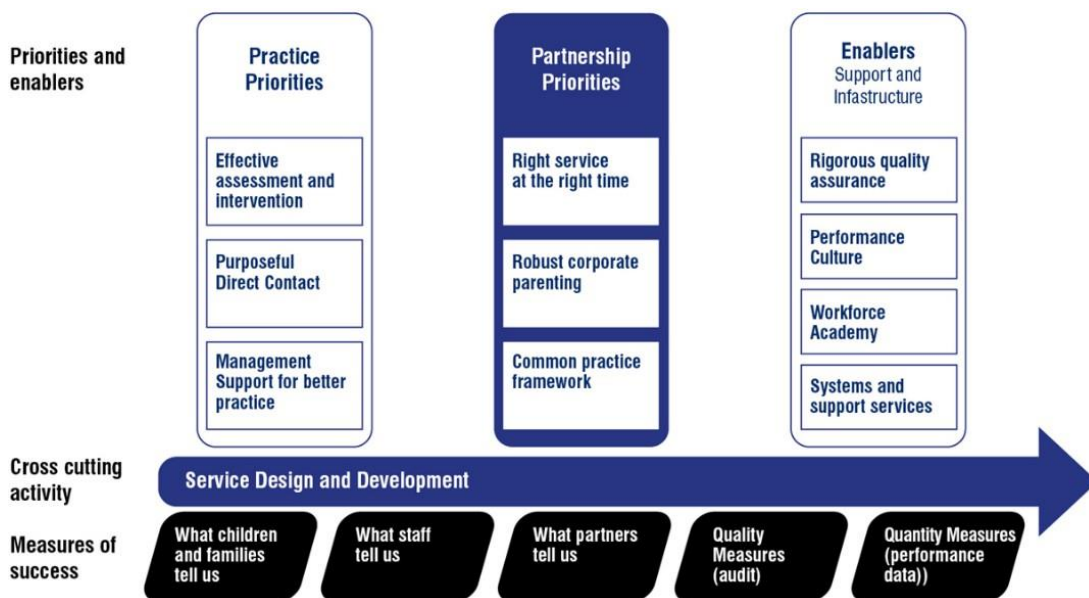 Priorities and
enablers
Practice
Priorities
Effective
assessment and
intervention
Purposeful
Direct Contact
Management
Support for better
practice
Partnership
Priorities
Right service
at the right time
Robust corporate
parenting
Common practice
framework
Enablers
Support and
Infastructure
Rigorous quality
assurance
Performance
Culture
Workforce
Academy
Systems and
support services
Cross cutting
activity
Service Design and Development
Measures of
success
What children
and families
tell us
What staff
tell us
What partners
tell us
Quality
Measures
(audit)
Quantity Measures
(performance
data))